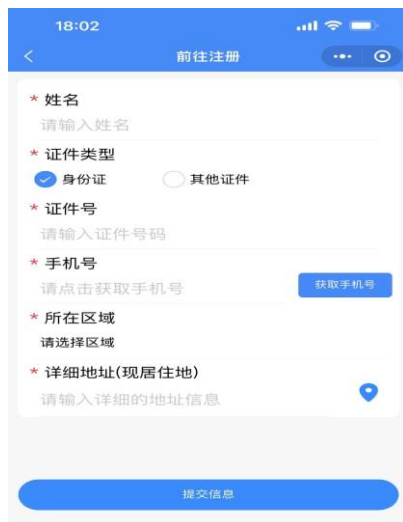 18:02
前往注册
* 姓名
请输入姓名
* 证件类型
身份证 其他证件
* 证件号
请输入证件号码
* 手机号
请点击获取手机号 获取手机号
* 所在区域
请选择区域
* 详细地址(现居住地)
请输入详细的地址信息
提交信息